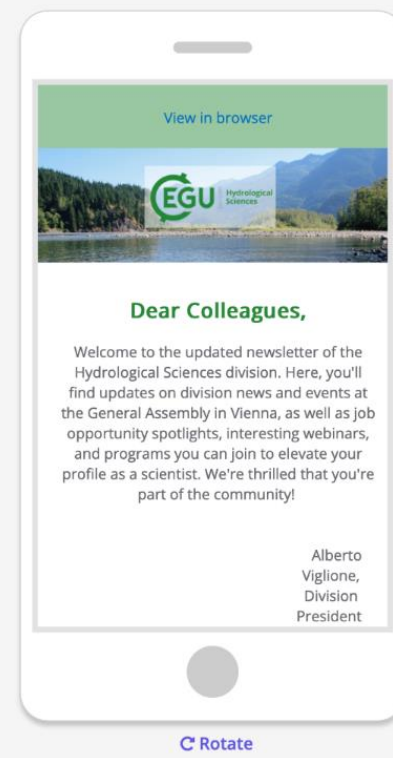 View in browser
EGU Hydrological
Sciences
Dear Colleagues,
Welcome to the updated newsletter of the
Hydrological Sciences division. Here, you'll
find updates on division news and events at
the General Assembly in Vienna, as well as job
opportunity spotlights, interesting webinars,
and programs you can join to elevate your
profile as a scientist. We're thrilled that you're
part of the community!
Alberto
Viglione,
Division
President
Rotate